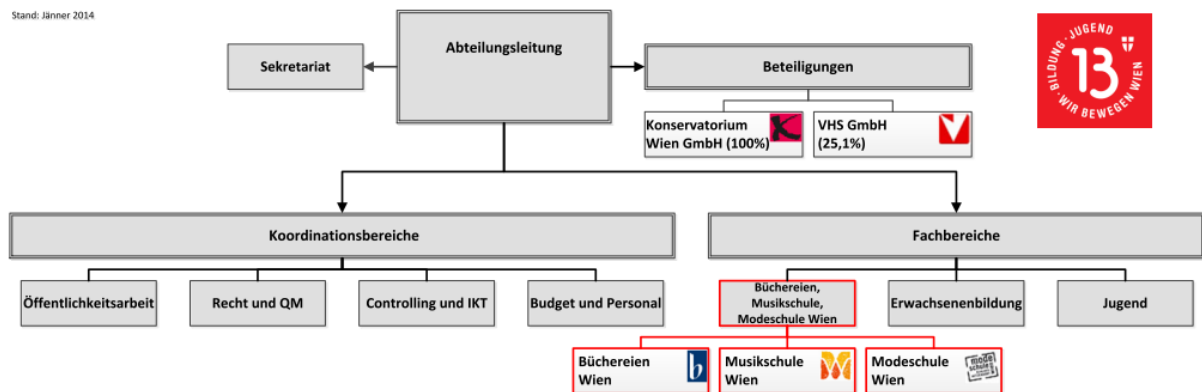 Stand: Jänner 2014
Abteilungsleitung
Sekretariat
Beteiligungen
BILDUNG · JUGEND
13
· WIR BEWEGEN WIEN
Konservatorium
Wien GmbH (100%)
VHS GmbH
(25,1%)
Koordinationsbereiche
Fachbereiche
Öffentlichkeitsarbeit
Recht und QM
Controlling und IKT
Budget und Personal
Büchereien,
Musikschule,
Modeschule Wien
Erwachsenenbildung
Jugend
Büchereien
Wien
b
Musikschule
Wien
Modeschule
Wien
mode
schule